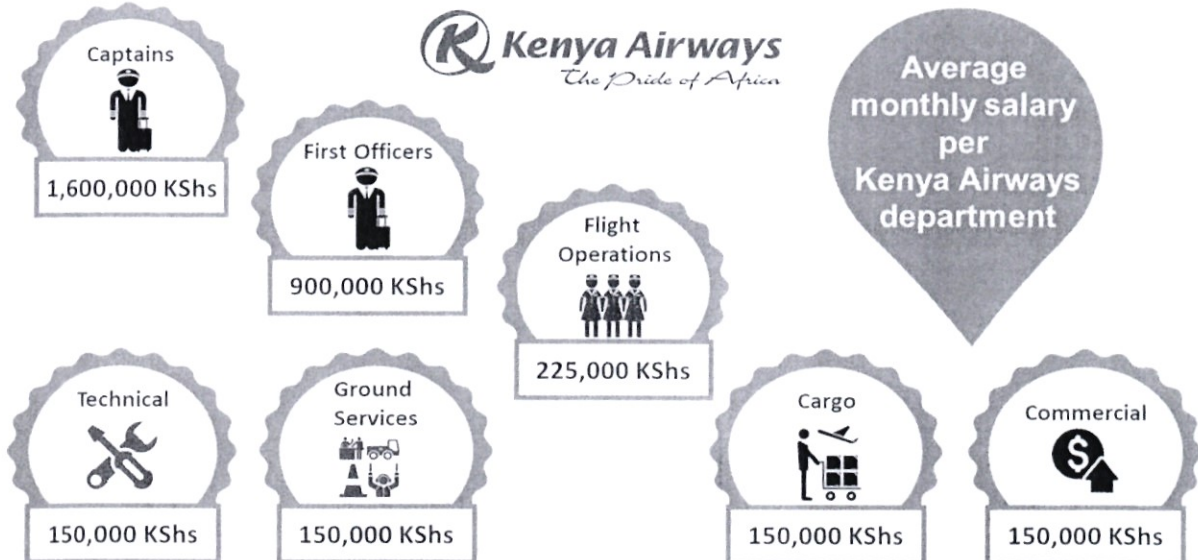 Captains
1,600,000 KShs
Kenya Airways
The Pride of Africa
Average
monthly salary
per
Kenya Airways
department
First Officers
900,000 KShs
Flight
Operations
225,000 KShs
Technical
150,000 KShs
Ground
Services
150,000 KShs
Cargo
150,000 KShs
Commercial
$
150,000 KShs